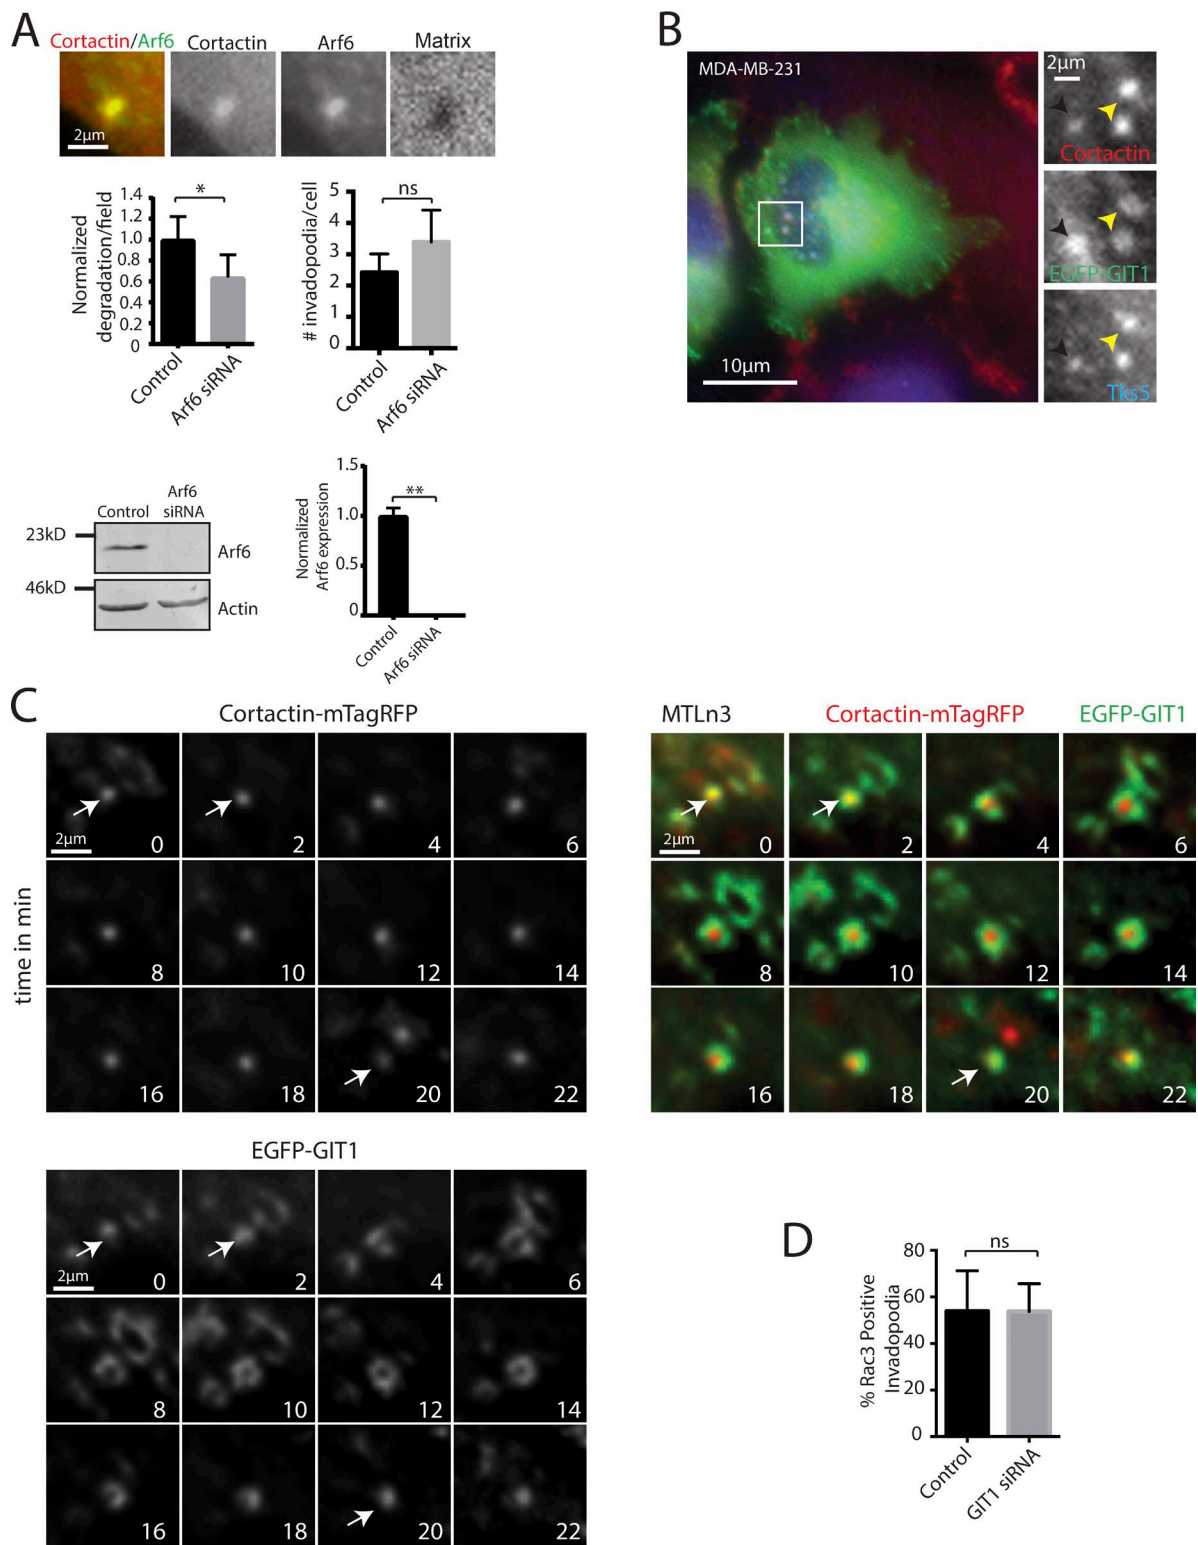 A
Cortactin/Arf6
Cortactin
Arf6
Matrix
2µm
Normalized
degradation/field
1.4
1.2
1.0
0.8
0.6
0.4
0.2
0
*
Control
Arf6 siRNA
# invadopodia/cell
5
4
3
2
1
0
ns
Control
Arf6 siRNA
Control
Arf6
siRNA
23kD
Arf6
46kD
Actin
Normalized
Arf6 expression
1.5
1.0
0.5
0
**
Control
Arf6 siRNA
B
MDA-MB-231
10µm
2µm
Cortactin
EGFP-GIT1
Tks5
C
Cortactin-mTagRFP
time in min
2µm
0 2 4 6
8 10 12 14
16 18 20 22
MTLn3 Cortactin-mTagRFP EGFP-GIT1
2µm
0 2 4 6
8 10 12 14
16 18 20 22
EGFP-GIT1
2µm
0 2 4 6
8 10 12 14
16 18 20 22
D
% Rac3 Positive
Invadopodia
80
60
40
20
0
ns
Control
GIT1 siRNA